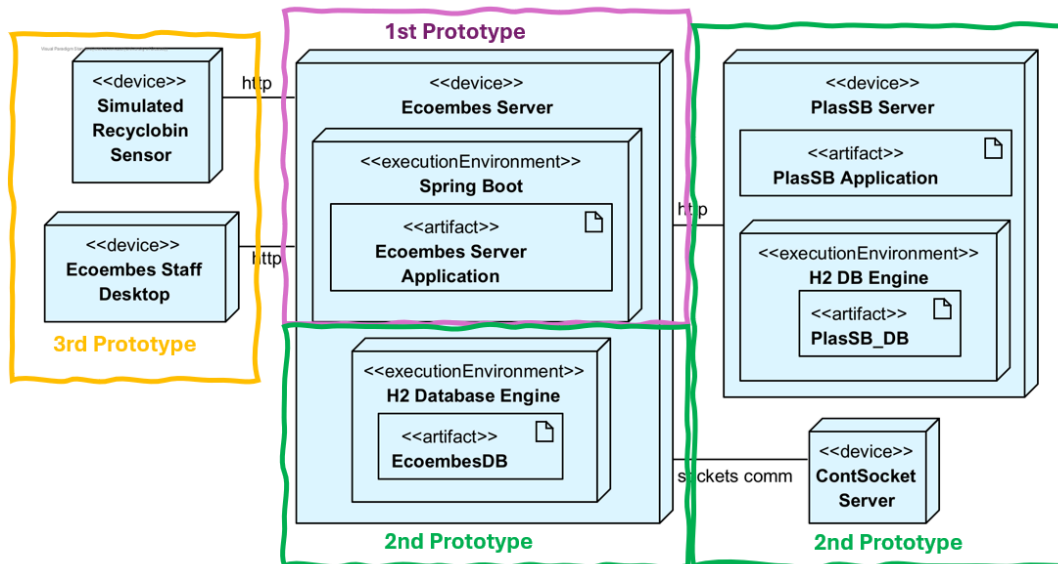 1st Prototype
<<device>>
Simulated
Recyclobin
Sensor
http
<<device>>
Ecoembes Staff
Desktop
http
3rd Prototype
<<device>>
Ecoembes Server
<<executionEnvironment>>
Spring Boot
<<artifact>>
Ecoembes Server
Application
<<executionEnvironment>>
H2 Database Engine
<<artifact>>
EcoembesDB
2nd Prototype
http
sockets comm
<<device>>
PlasSB Server
<<artifact>>
PlasSB Application
<<executionEnvironment>>
H2 DB Engine
<<artifact>>
PlasSB_DB
<<device>>
ContSocket
Server
2nd Prototype